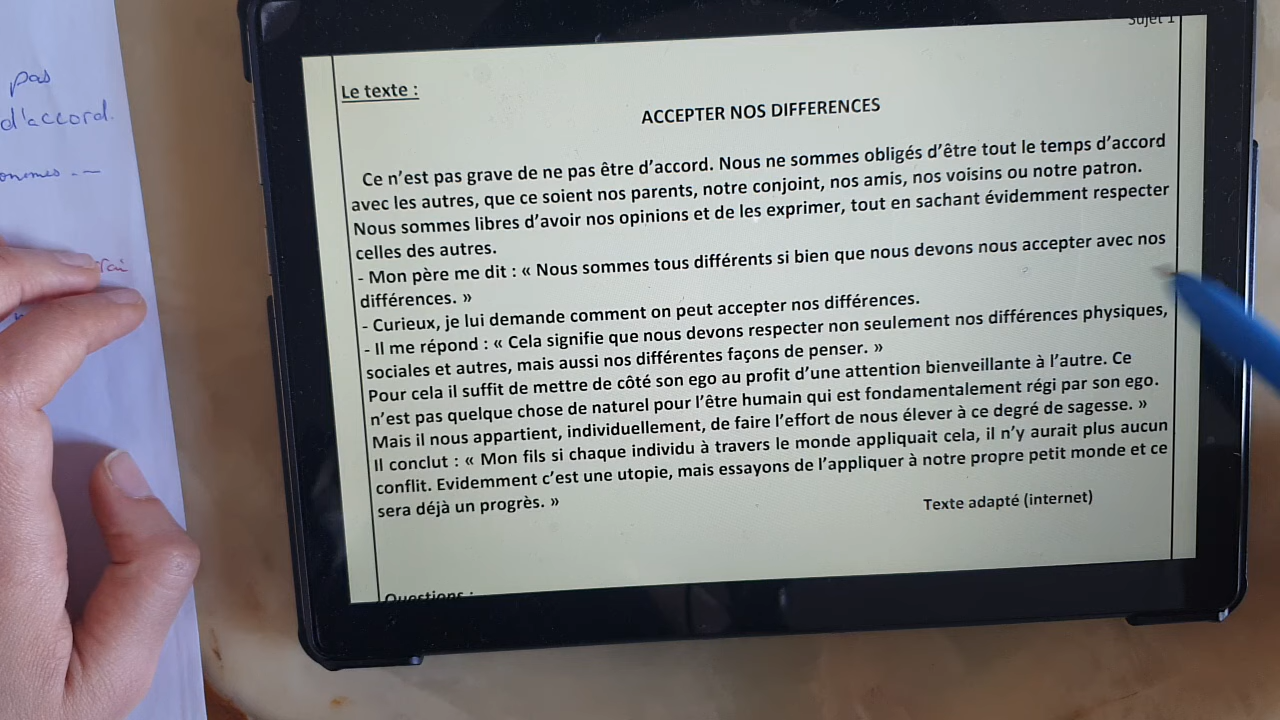 pas
d'accord.
Sujet 1
Le texte :
ACCEPTER NOS DIFFERENCES
Ce n'est pas grave de ne pas être d'accord. Nous ne sommes obligés d'être tout le temps d'accord
avec les autres, que ce soient nos parents, notre conjoint, nos amis, nos voisins ou notre patron.
Nous sommes libres d'avoir nos opinions et de les exprimer, tout en sachant évidemment respecter
celles des autres.
- Mon père me dit : « Nous sommes tous différents si bien que nous devons nous accepter avec nos
différences. »
- Curieux, je lui demande comment on peut accepter nos différences.
- Il me répond : « Cela signifie que nous devons respecter non seulement nos différences physiques,
sociales et autres, mais aussi nos différentes façons de penser. »
Pour cela il suffit de mettre de côté son ego au profit d'une attention bienveillante à l'autre. Ce
n'est pas quelque chose de naturel pour l'être humain qui est fondamentalement régi par son ego.
Mais il nous appartient, individuellement, de faire l'effort de nous élever à ce degré de sagesse. »
Il conclut : « Mon fils si chaque individu à travers le monde appliquait cela, il n'y aurait plus aucun
conflit. Evidemment c'est une utopie, mais essayons de l'appliquer à notre propre petit monde et ce
sera déjà un progrès. »
Texte adapté (internet)
Questions :